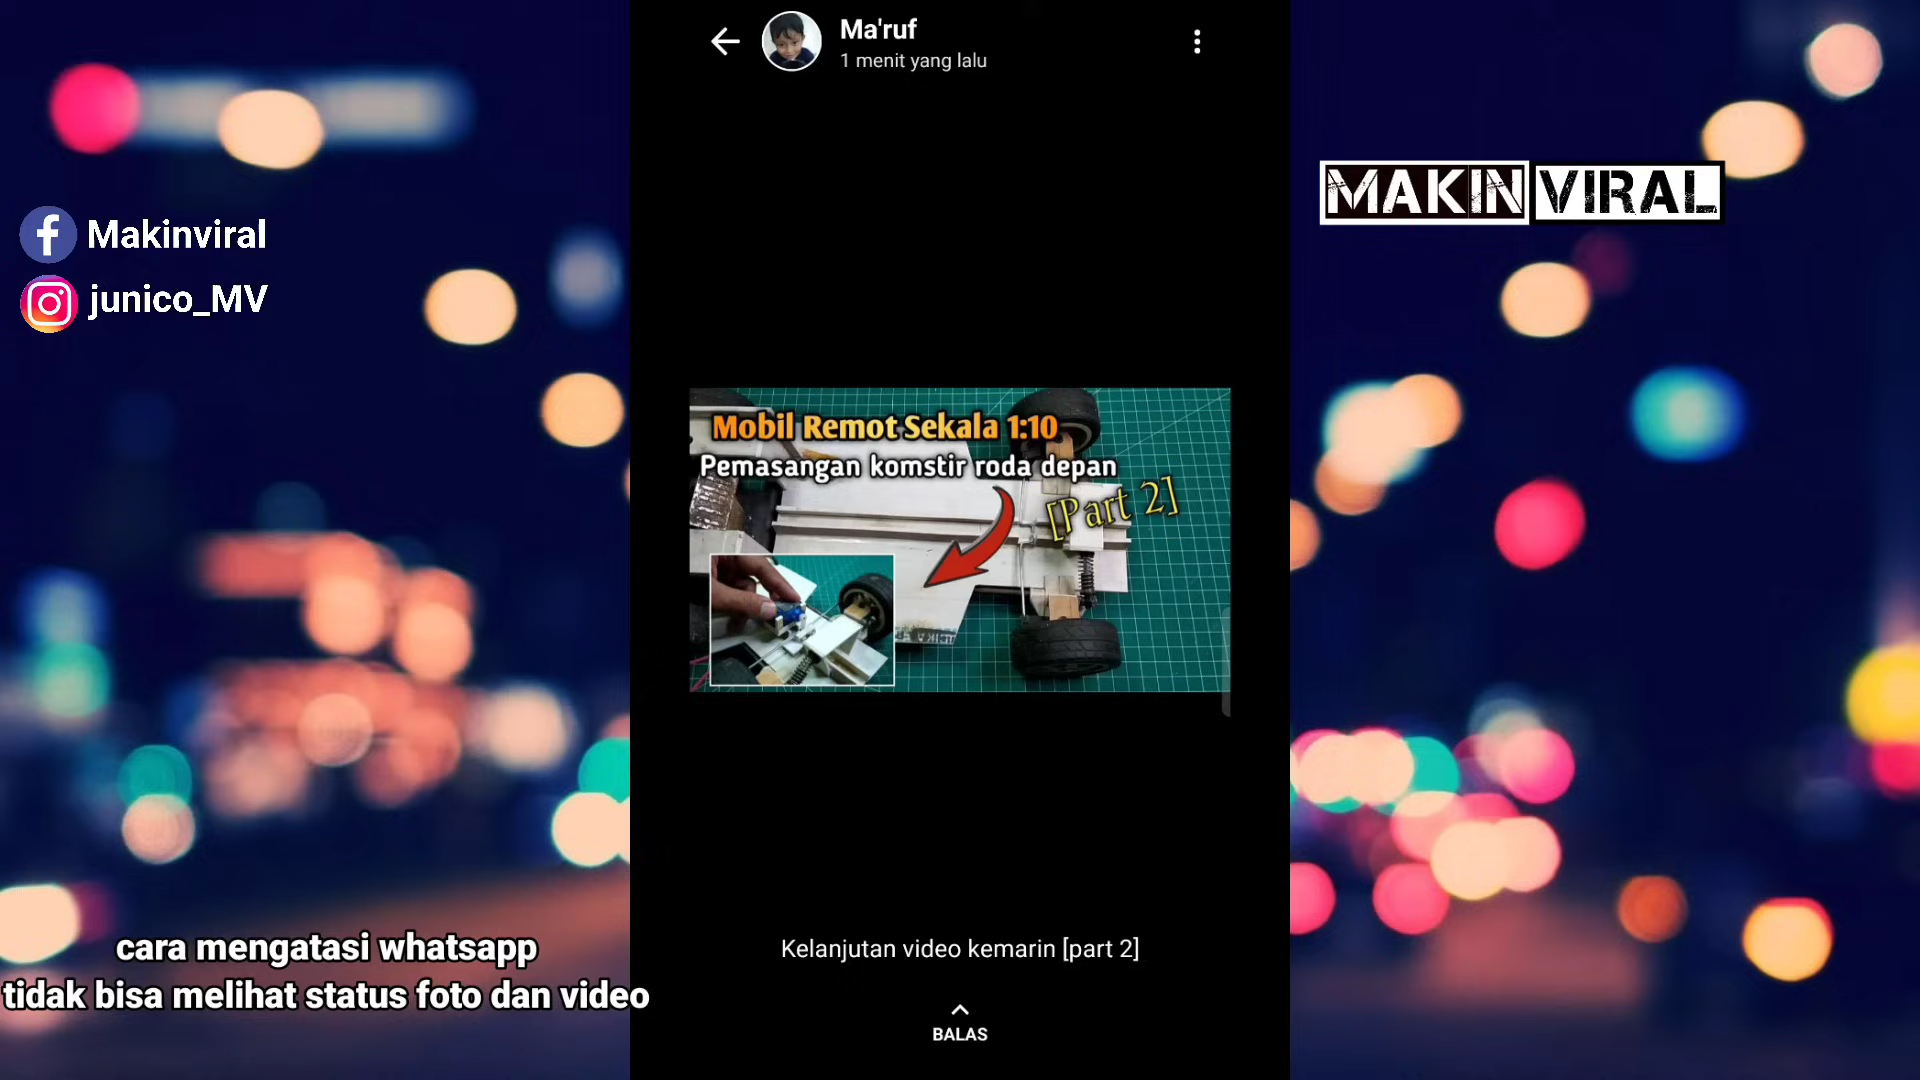 Ma'ruf
1 menit yang lalu
Makinviral
junico_MV
MAKIN VIRAL
Mobil Remot Sekala 1:10
Pemasangan komstir roda depan
[Part 2]
cara mengatasi whatsapp
tidak bisa melihat status foto dan video
Kelanjutan video kemarin [part 2]
BALAS